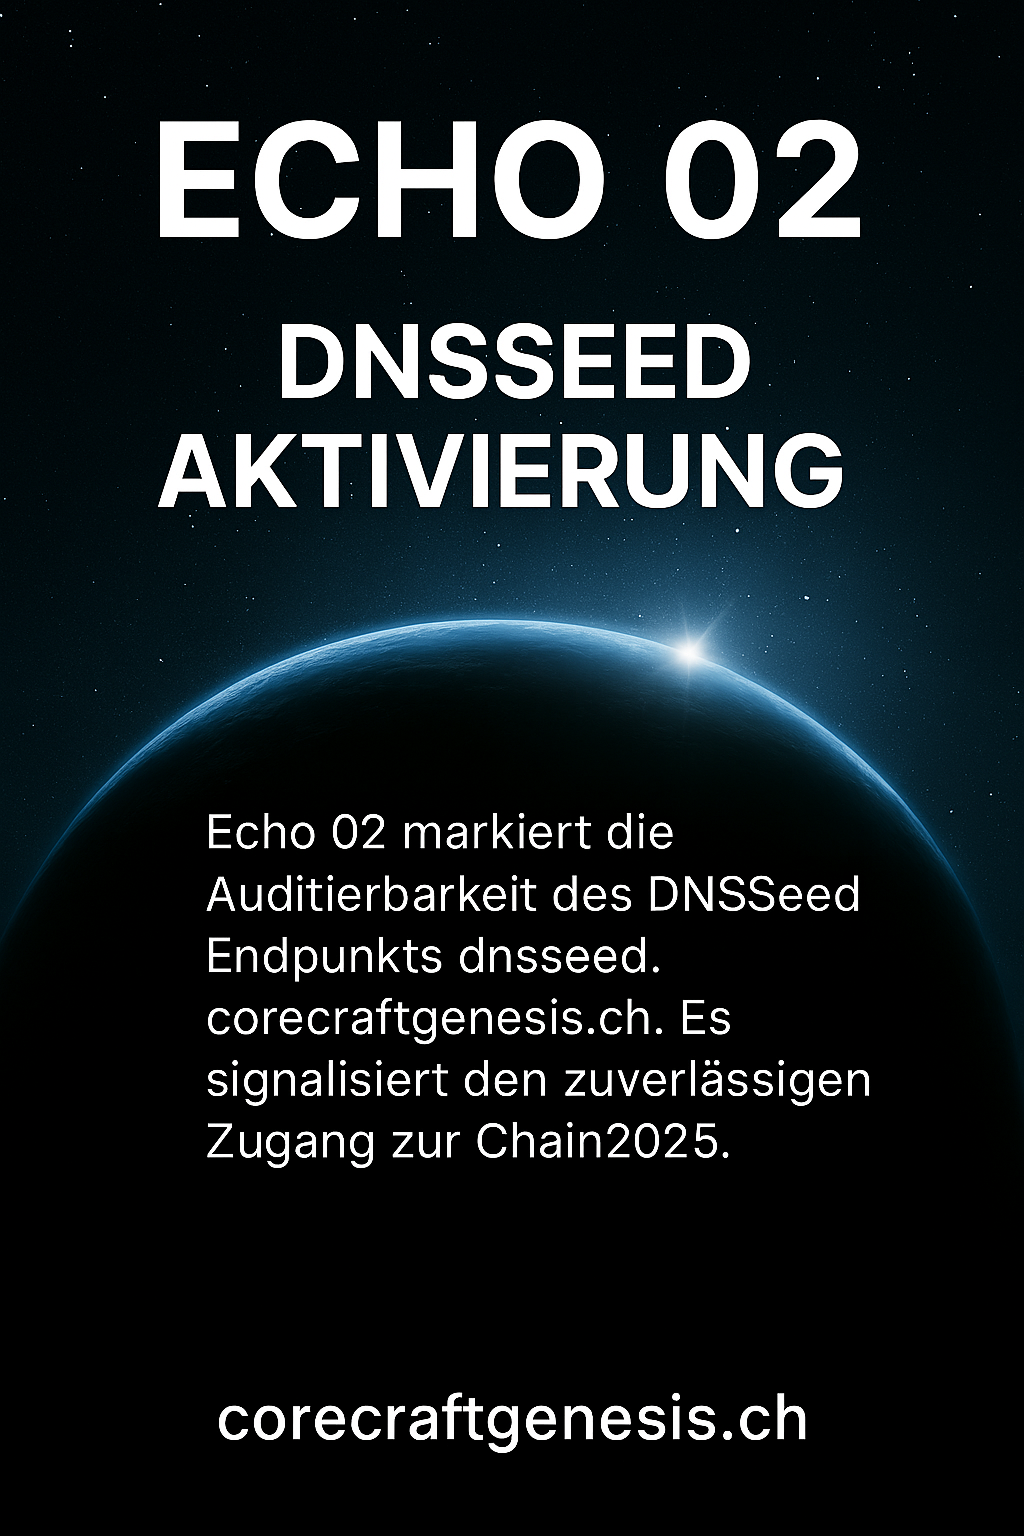 ECHO 02
DNSSEED
AKTIVIERUNG
Echo 02 markiert die
Auditierbarkeit des DNSSeed
Endpunkts dnsseed.
corecraftgenesis.ch. Es
signalisiert den zuverlässigen
Zugang zur Chain2025.
corecraftgenesis.ch